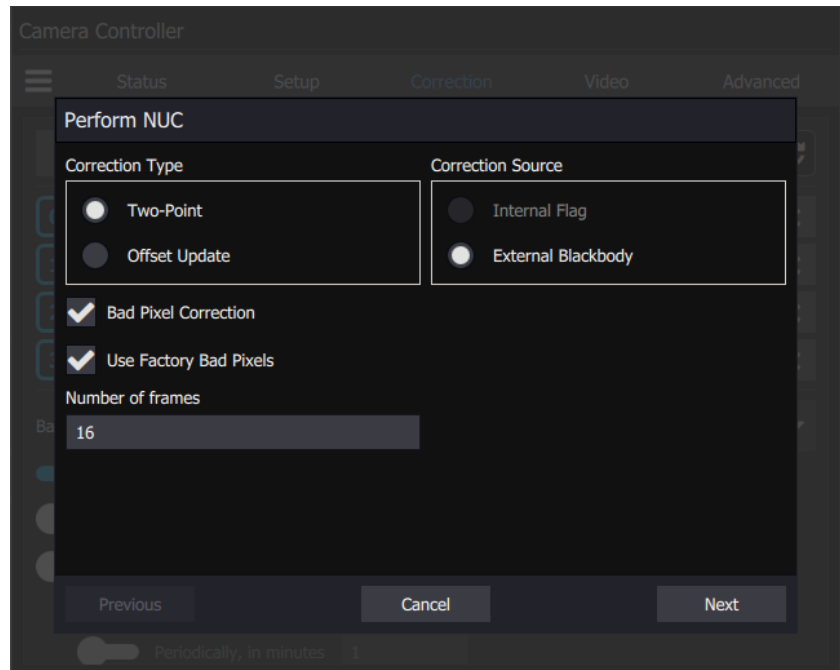 Camera Controller
Status Setup Correction Video Advanced
Perform NUC
Correction Type Correction Source
Two-Point Internal Flag
Offset Update External Blackbody
Bad Pixel Correction
Use Factory Bad Pixels
Number of frames
Ba
16
Previous Cancel Next
Periodically, in minutes 1